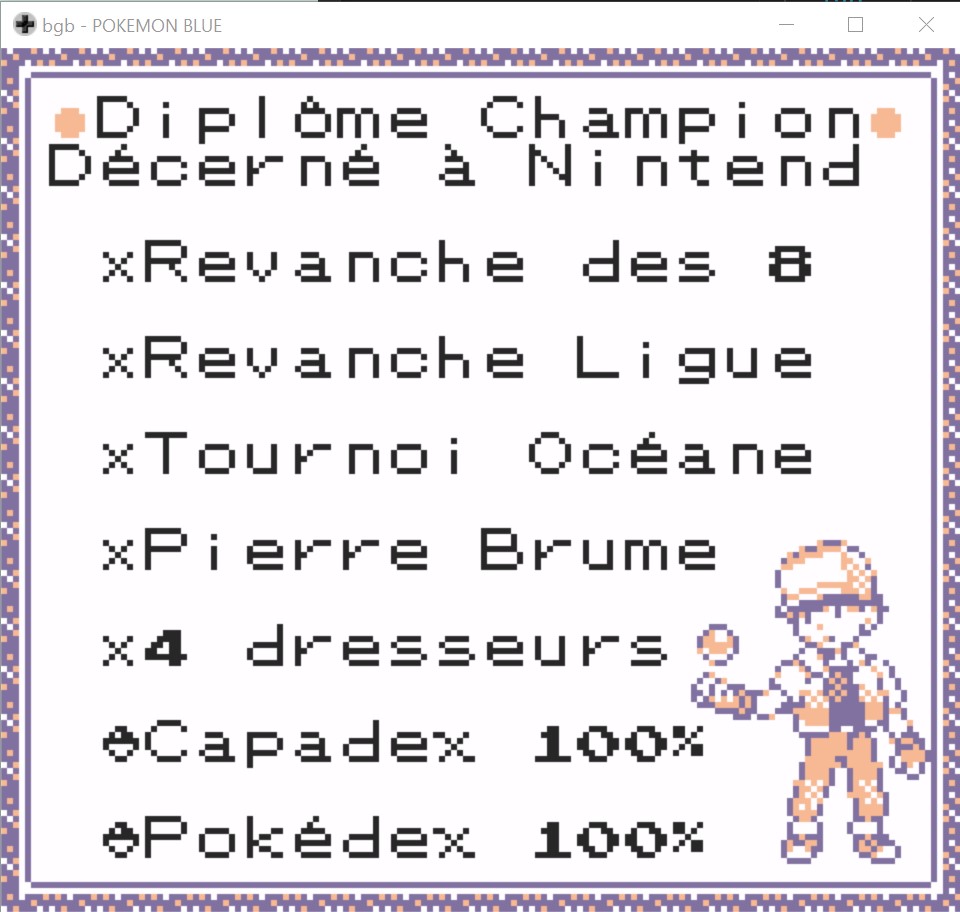 bgb - POKEMON BLUE
Diplôme Champion
Décerné à Nintend
xRevanche des 8
xRevanche Ligue
xTournoi Océane
xPierre Brume
x4 dresseurs
Capadex 100%
Pokédex 100%